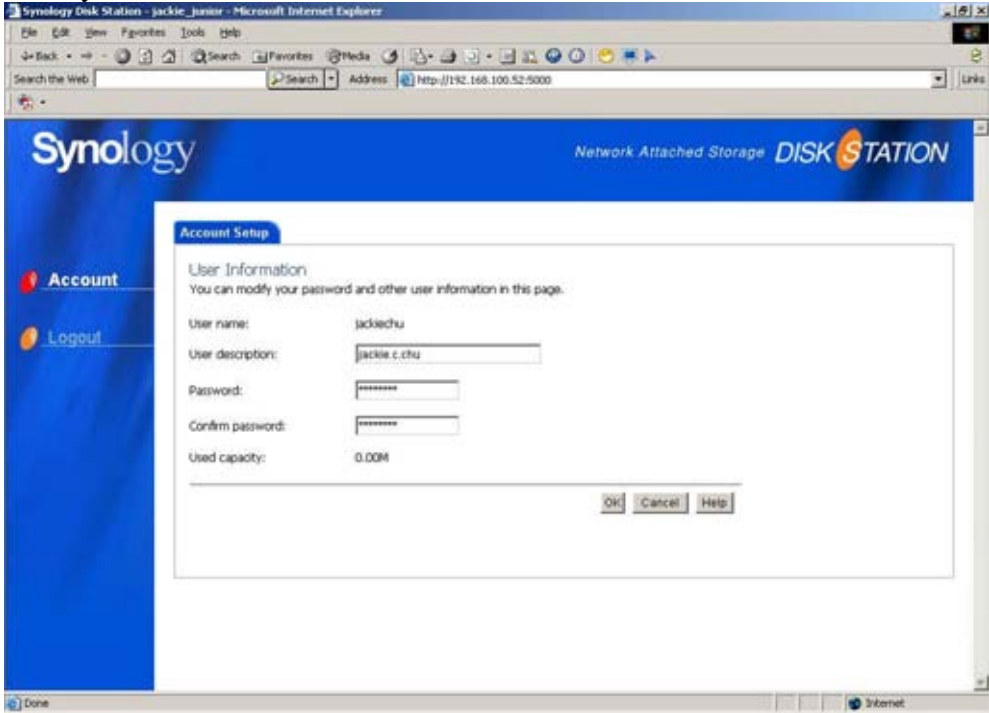 Synology Disk Station - jackie_junior - Microsoft Internet Explorer
File Edit View Favorites Tools Help
Back Search Favorites Media
Search the Web Search Address http://192.168.100.52:5000 Links
Synology Network Attached Storage DISK STATION
Account Setup
Account
Logout
User Information
You can modify your password and other user information in this page.
User name: jackiechu
User description: jackie.c.chu
Password: ********
Confirm password: ********
Used capacity: 0.00M
OK Cancel Help
Done Internet